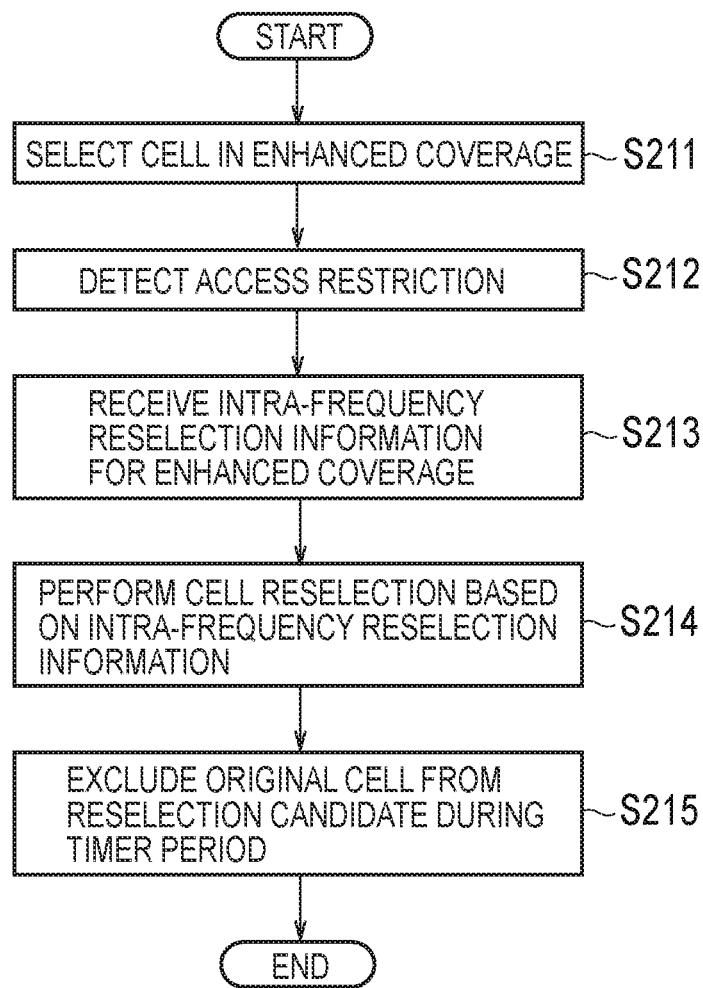 START
SELECT CELL IN ENHANCED COVERAGE
S211
DETECT ACCESS RESTRICTION
S212
RECEIVE INTRA-FREQUENCY
RESELECTION INFORMATION
FOR ENHANCED COVERAGE
S213
PERFORM CELL RESELECTION BASED
ON INTRA-FREQUENCY RESELECTION
INFORMATION
S214
EXCLUDE ORIGINAL CELL FROM
RESELECTION CANDIDATE DURING
TIMER PERIOD
S215
END